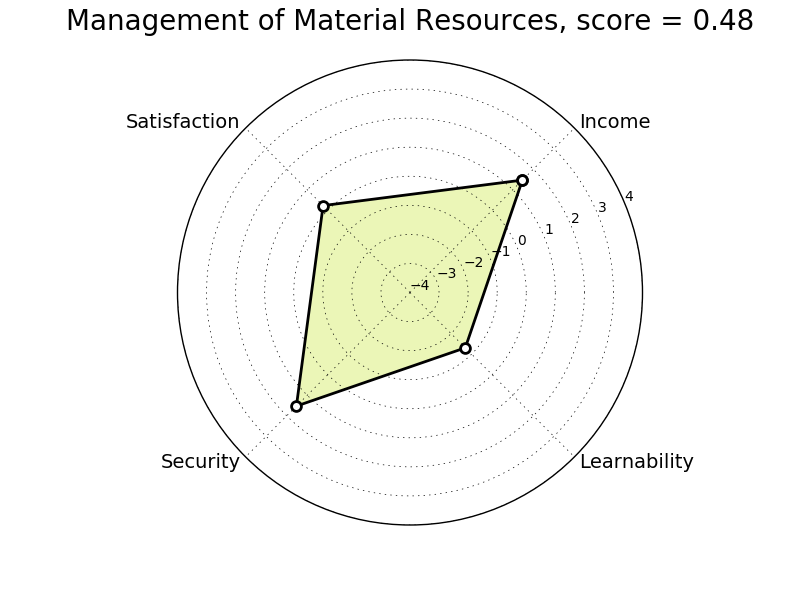 Management of Material Resources, score = 0.48
Satisfaction
Income
4
3
2
1
0
−1
−2
−3
−4
Security
Learnability